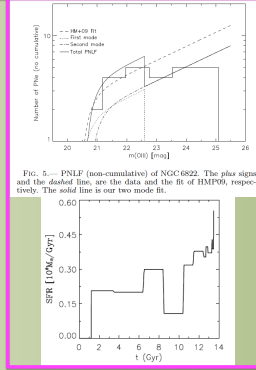 Number of PNe (no cumulative)
10
1
HM+09 Fit
First mode
Second mode
Total PNLF
20 21 22 23 24 25 26
m(OIII) [mag]
FIG. 5.— PNLF (non-cumulative) of NGC 6822. The plus signs
and the dashed line, are the data and the fit of HMP09, respec-
tively. The solid line is our two mode fit.
SFR [10⁸M☉/Gyr]
0.60
0.45
0.30
0.15
0.00
0 2 4 6 8 10 12 14
t (Gyr)